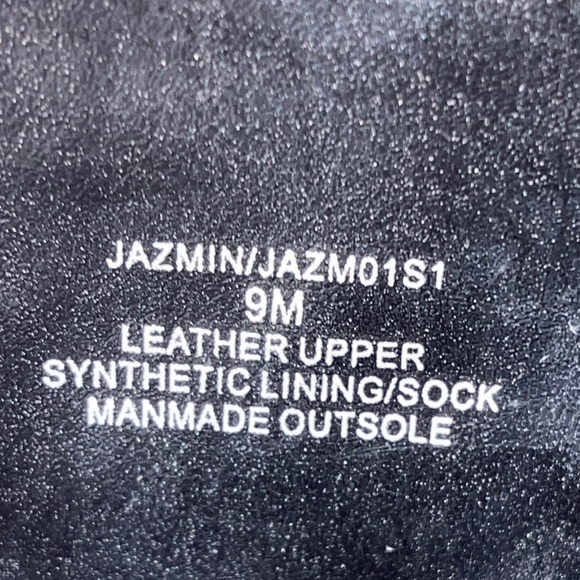 JAZMIN/JAZM01S1
9M
LEATHER UPPER
SYNTHETIC LINING/SOCK
MANMADE OUTSOLE